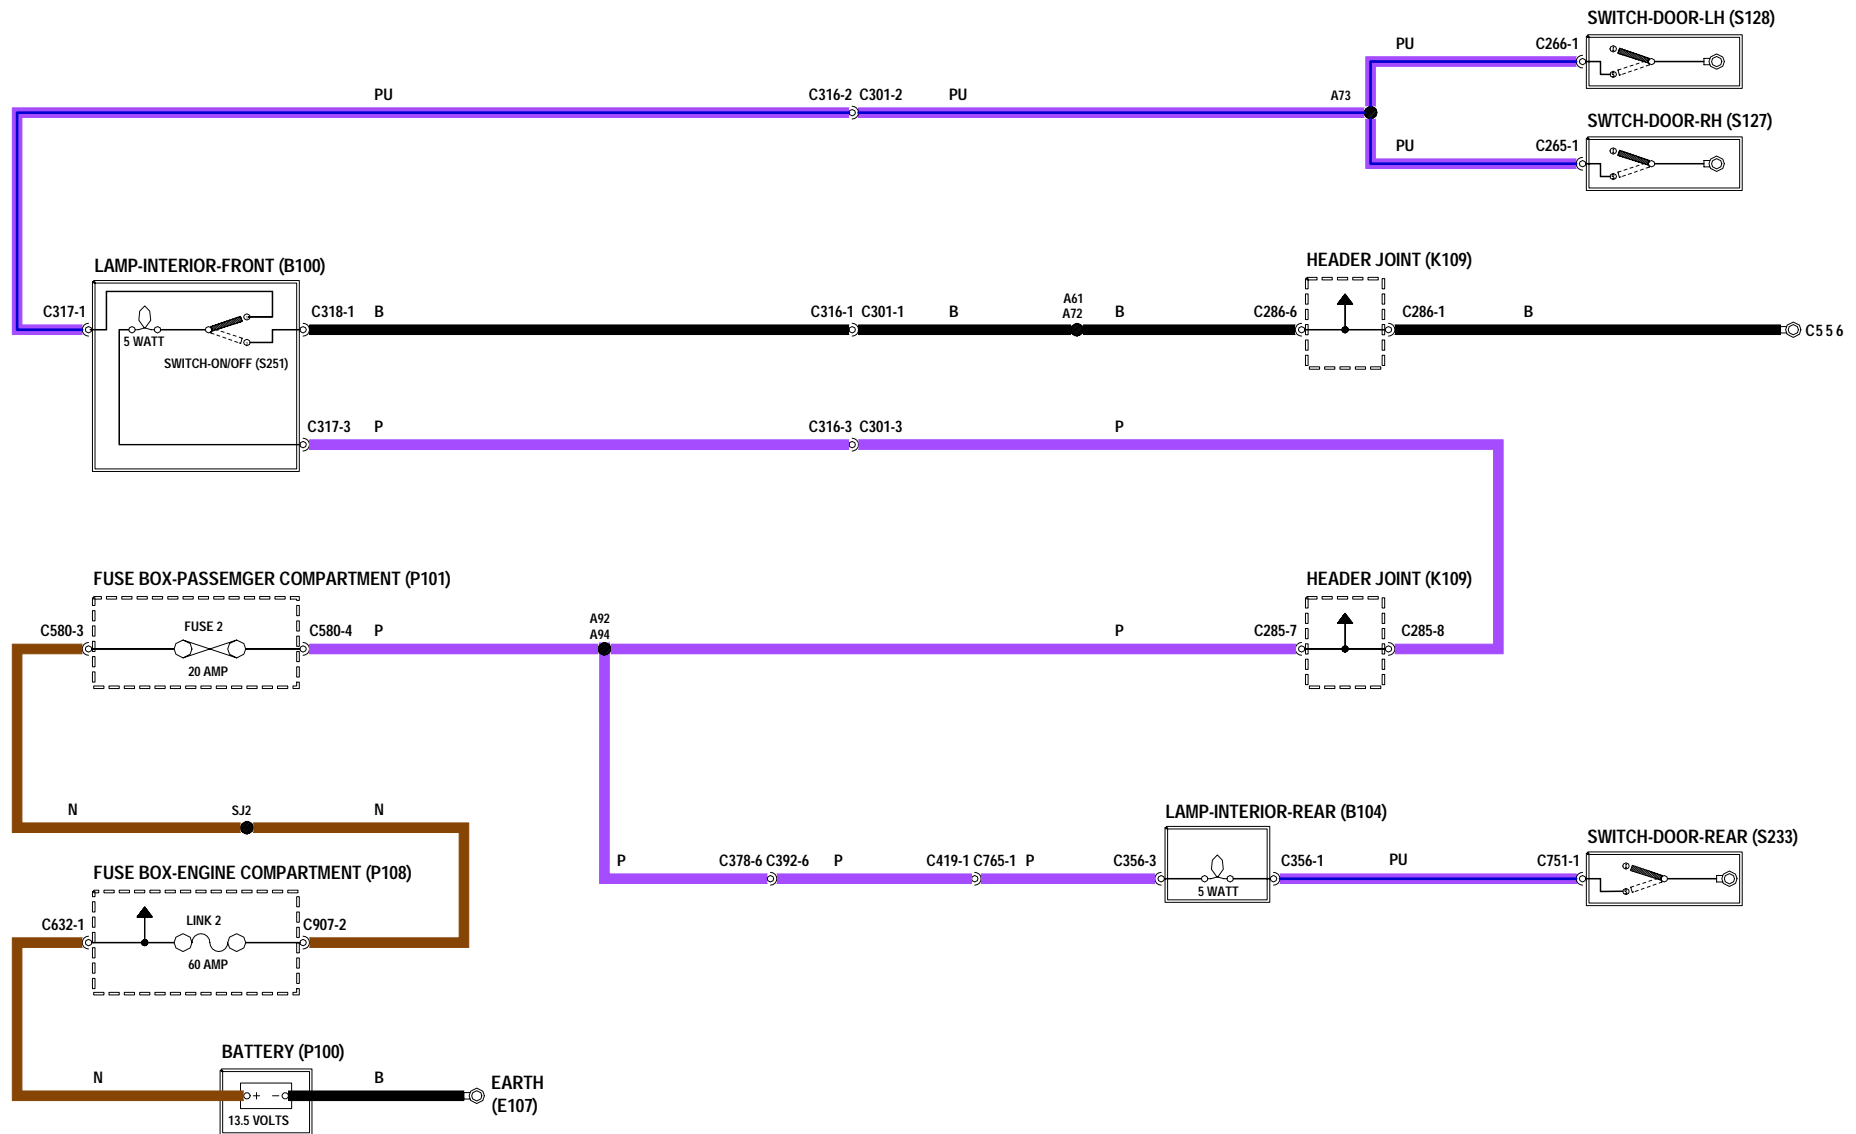 SWITCH-DOOR-LH (S128)
PU
C266-1
PU
C316-2 C301-2
PU
A73
SWTCH-DOOR-RH (S127)
PU
C265-1
LAMP-INTERIOR-FRONT (B100)
HEADER JOINT (K109)
C317-1
C318-1
B
C316-1 C301-1
B
A61
A72
B
C286-6
C286-1
B
C556
5 WATT
SWITCH-ON/OFF (S251)
C317-3
P
C316-3 C301-3
P
FUSE BOX-PASSEMGER COMPARTMENT (P101)
HEADER JOINT (K109)
C580-3
FUSE 2
C580-4
P
A92
A94
P
C285-7
C285-8
20 AMP
N
SJ2
N
LAMP-INTERIOR-REAR (B104)
SWITCH-DOOR-REAR (S233)
P
C378-6 C392-6
P
C419-1 C765-1
P
C356-3
C356-1
PU
C751-1
5 WATT
FUSE BOX-ENGINE COMPARTMENT (P108)
C632-1
LINK 2
C907-2
60 AMP
BATTERY (P100)
N
B
EARTH
(E107)
+ −
13.5 VOLTS